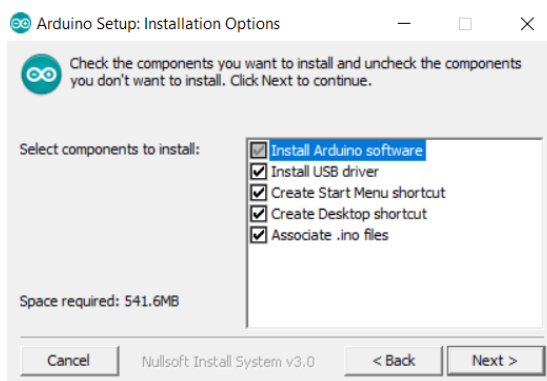 Arduino Setup: Installation Options
Check the components you want to install and uncheck the components
you don't want to install. Click Next to continue.
Select components to install:
Install Arduino software
Install USB driver
Create Start Menu shortcut
Create Desktop shortcut
Associate .ino files
Space required: 541.6MB
Cancel
Nullsoft Install System v3.0
< Back
Next >